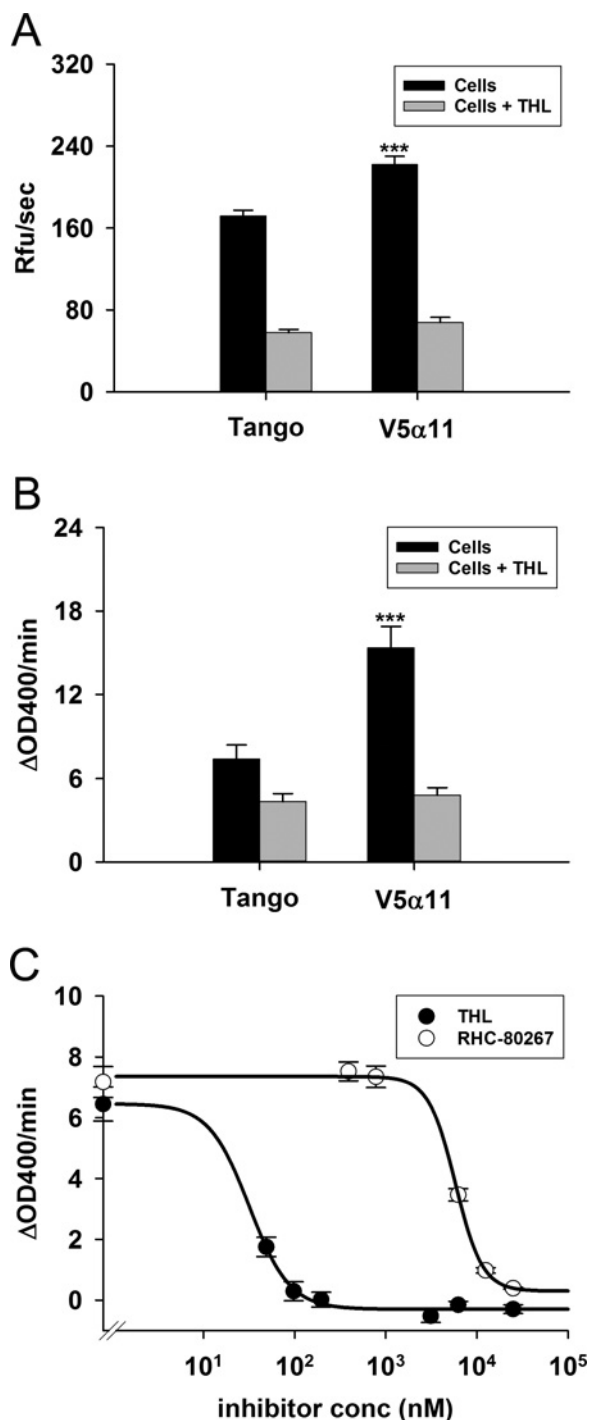 A
320
240
160
80
0
Rfu/sec
Cells
Cells + THL
***
Tango
V5α11
B
24
18
12
6
0
ΔOD400/min
Cells
Cells + THL
***
Tango
V5α11
C
10
8
6
4
2
0
ΔOD400/min
THL
RHC-80267
10¹ 10² 10³ 10⁴ 10⁵
inhibitor conc (nM)